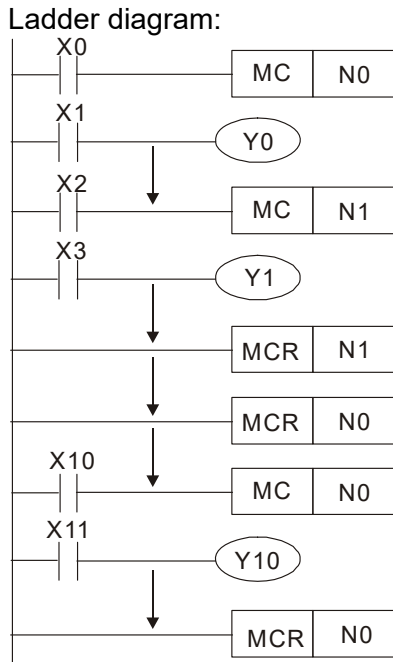 Ladder diagram:
X0
MC N0
X1
Y0
X2
MC N1
X3
Y1
MCR N1
MCR N0
X10
MC N0
X11
Y10
MCR N0